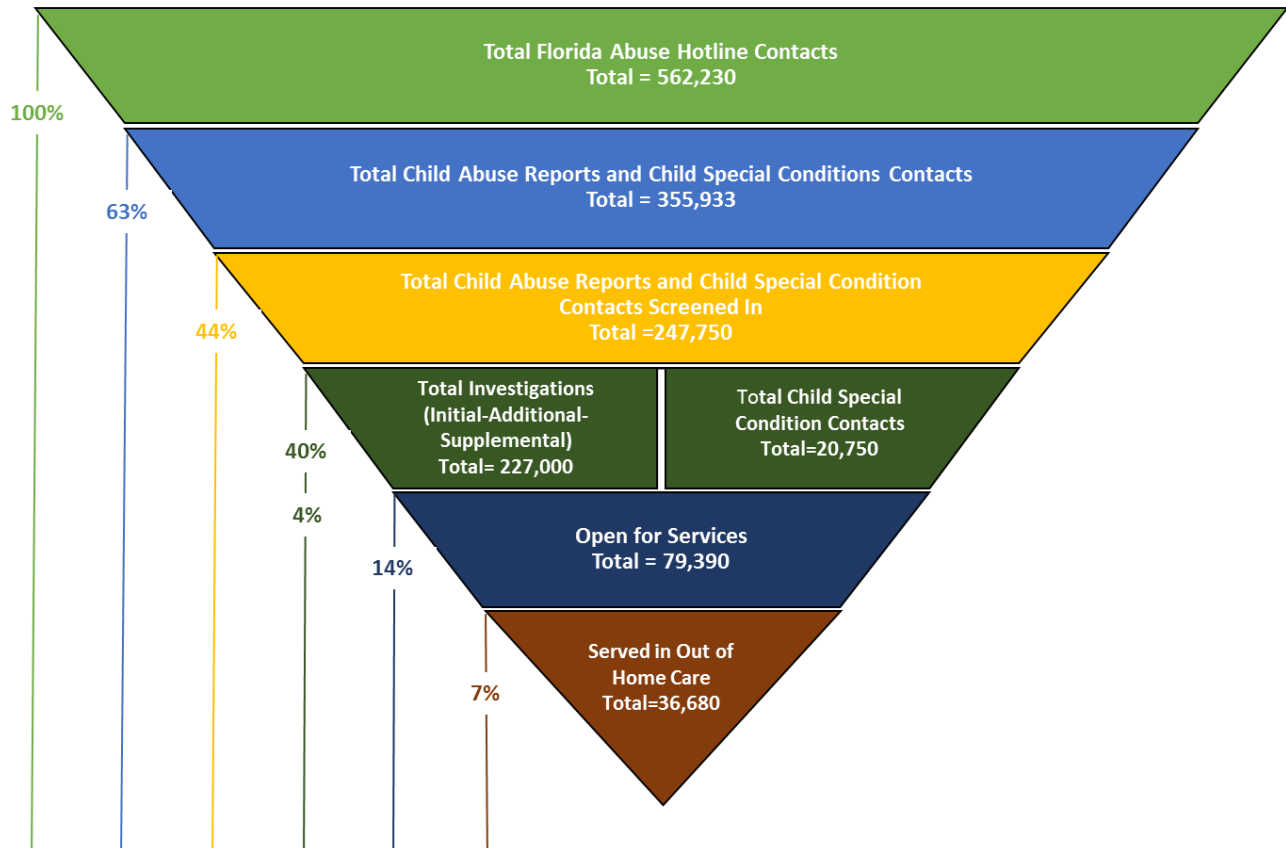 Total Florida Abuse Hotline Contacts
Total = 562,230
100%
Total Child Abuse Reports and Child Special Conditions Contacts
Total = 355,933
63%
Total Child Abuse Reports and Child Special Condition
Contacts Screened In
Total =247,750
44%
Total Investigations
(Initial-Additional-
Supplemental)
Total= 227,000
Total Child Special
Condition Contacts
Total=20,750
40%
4%
Open for Services
Total = 79,390
14%
Served in Out of
Home Care
Total=36,680
7%